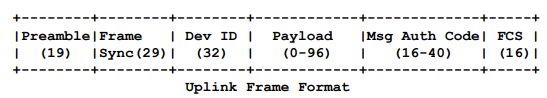 +--------+--------+--------+-------------+-------------+-----+
|Preamble|Frame   | Dev ID |   Payload   |Msg Auth Code| FCS |
|  (19)  |Sync(29)|  (32)  |   (0-96)    |   (16-40)   | (16)|
+--------+--------+--------+-------------+-------------+-----+
Uplink Frame Format